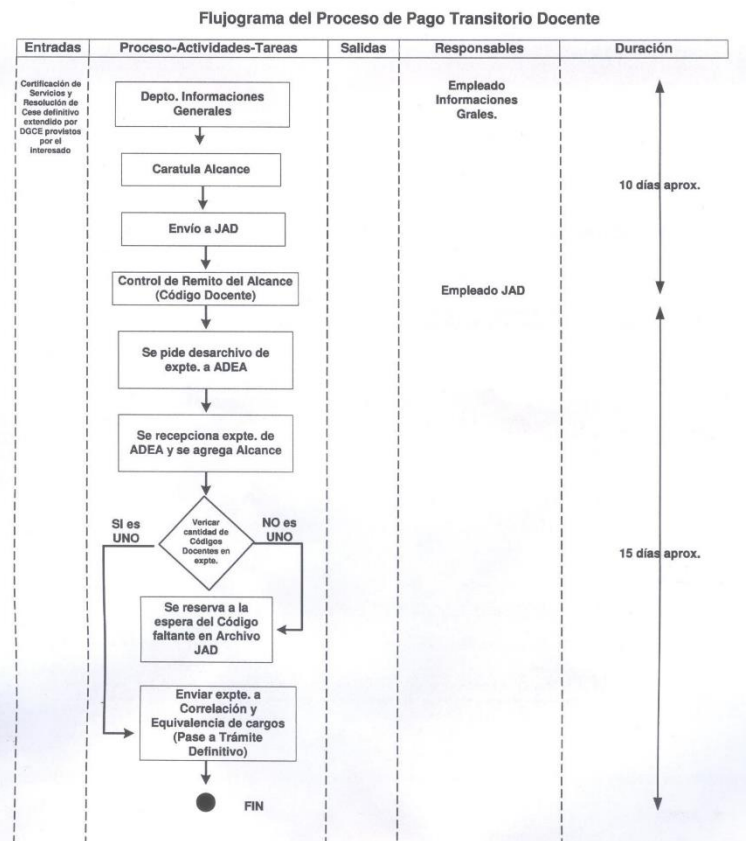 Flujograma del Proceso de Pago Transitorio Docente
Entradas
Proceso-Actividades-Tareas
Salidas
Responsables
Duración
Certificación de
Servicios y
Resolución de
Cese definitivo
extendido por
DGCE provistos
por el
interesado
Depto. Informaciones
Generales
Empleado
Informaciones
Grales.
Caratula Alcance
10 días aprox.
Envío a JAD
Control de Remito del Alcance
(Código Docente)
Empleado JAD
Se pide desarchivo de
expte. a ADEA
Se recepciona expte. de
ADEA y se agrega Alcance
SI es
UNO
Vericar
cantidad de
Códigos
Docentes en
expte.
NO es
UNO
15 días aprox.
Se reserva a la
espera del Código
faltante en Archivo
JAD
Enviar expte. a
Correlación y
Equivalencia de cargos
(Pase a Trámite
Definitivo)
FIN